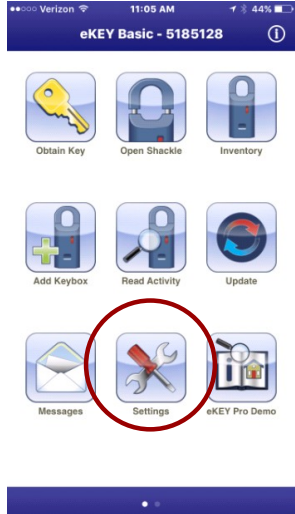 Verizon 11:05 AM 44%
eKEY Basic - 5185128
Obtain Key Open Shackle Inventory
Add Keybox Read Activity Update
Messages Settings eKEY Pro Demo